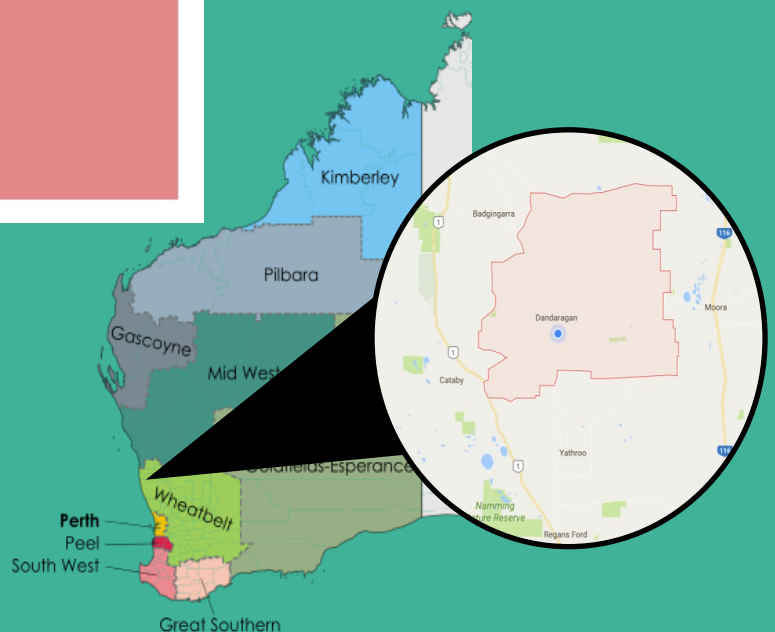 Kimberley
Pilbara
Gascoyne
Mid West
Goldfields-Esperance
Wheatbelt
Perth
Peel
South West
Great Southern
1
Badgingarra
116
Moora
Dandaragan
1
Cataby
Yathroo
116
1
Namming
ture Reserve
Regans Ford